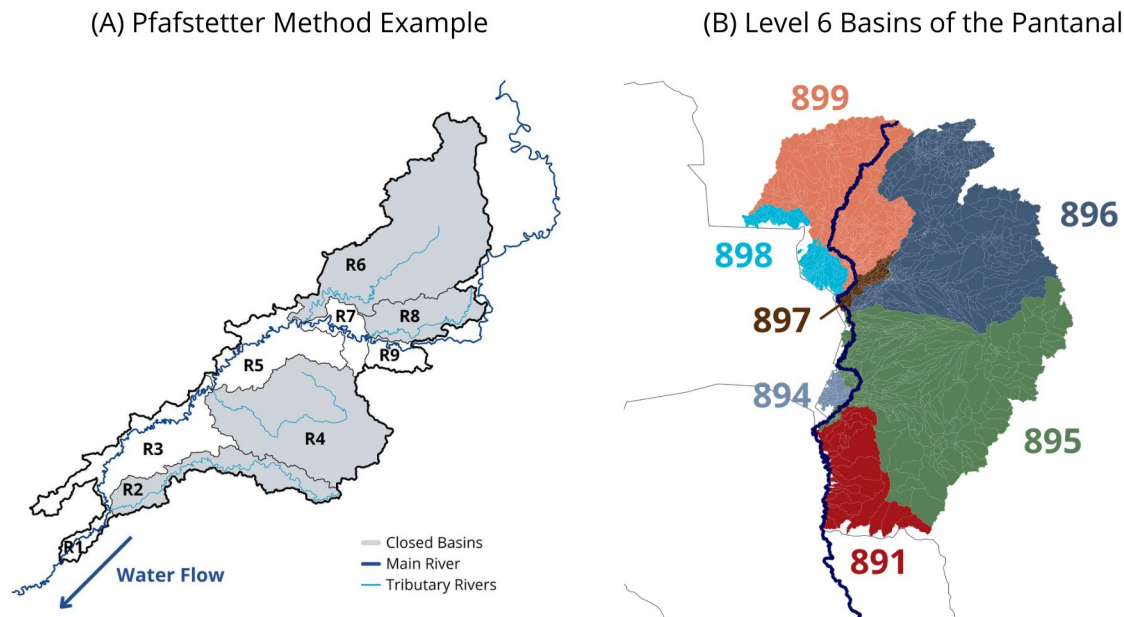 (A) Pfafstetter Method Example
R6
R7
R8
R5
R9
R4
R3
R2
R1
Water Flow
Closed Basins
Main River
Tributary Rivers
(B) Level 6 Basins of the Pantanal
899
896
898
897
894
895
891